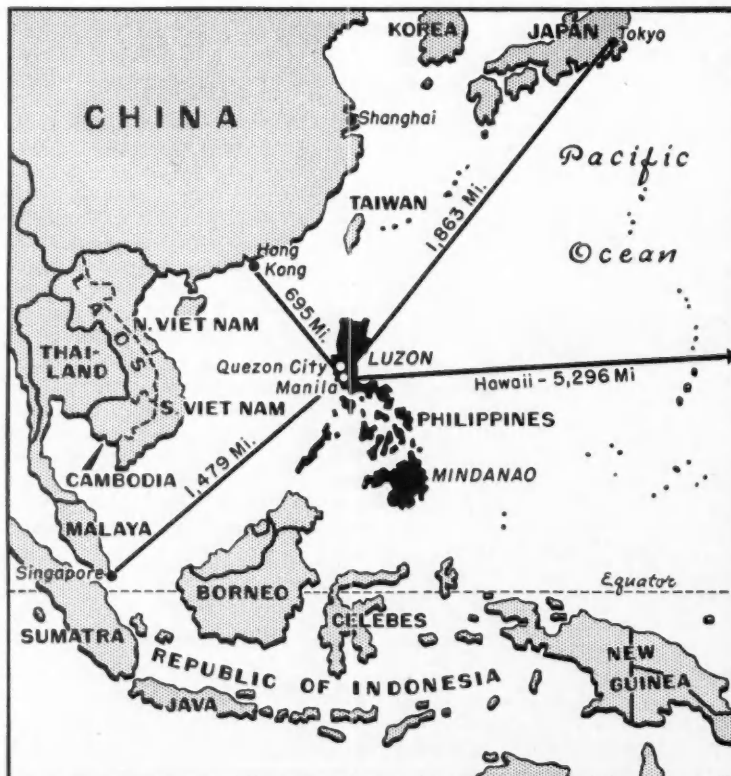 KOREA
JAPAN
Tokyo
CHINA
Shanghai
Pacific
TAIWAN
1,863 Mi.
Ocean
Hong
Kong
695 Mi.
LAOS
N. VIET NAM
THAI-
LAND
Quezon City
LUZON
Manila
Hawaii - 5,296 Mi
S. VIET NAM
PHILIPPINES
CAMBODIA
1,479 Mi.
MINDANAO
MALAYA
Singapore
Equator
BORNEO
SUMATRA
CELEBES
REPUBLIC OF INDONESIA
NEW
GUINEA
JAVA